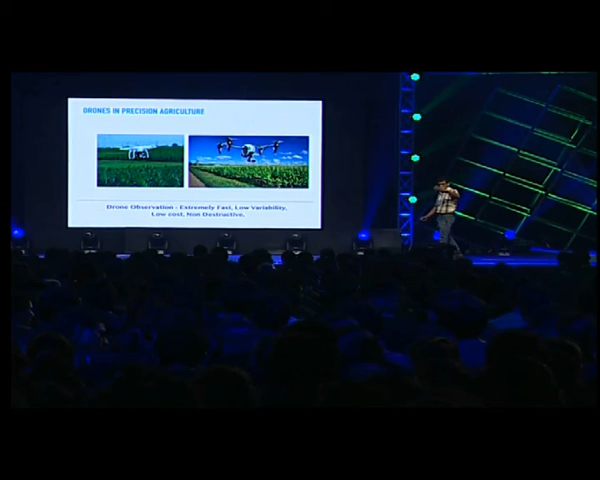 DRONES IN PRECISION AGRICULTURE
Drone Observation - Extremely Fast, Low Variability,
Low cost, Non Destructive.